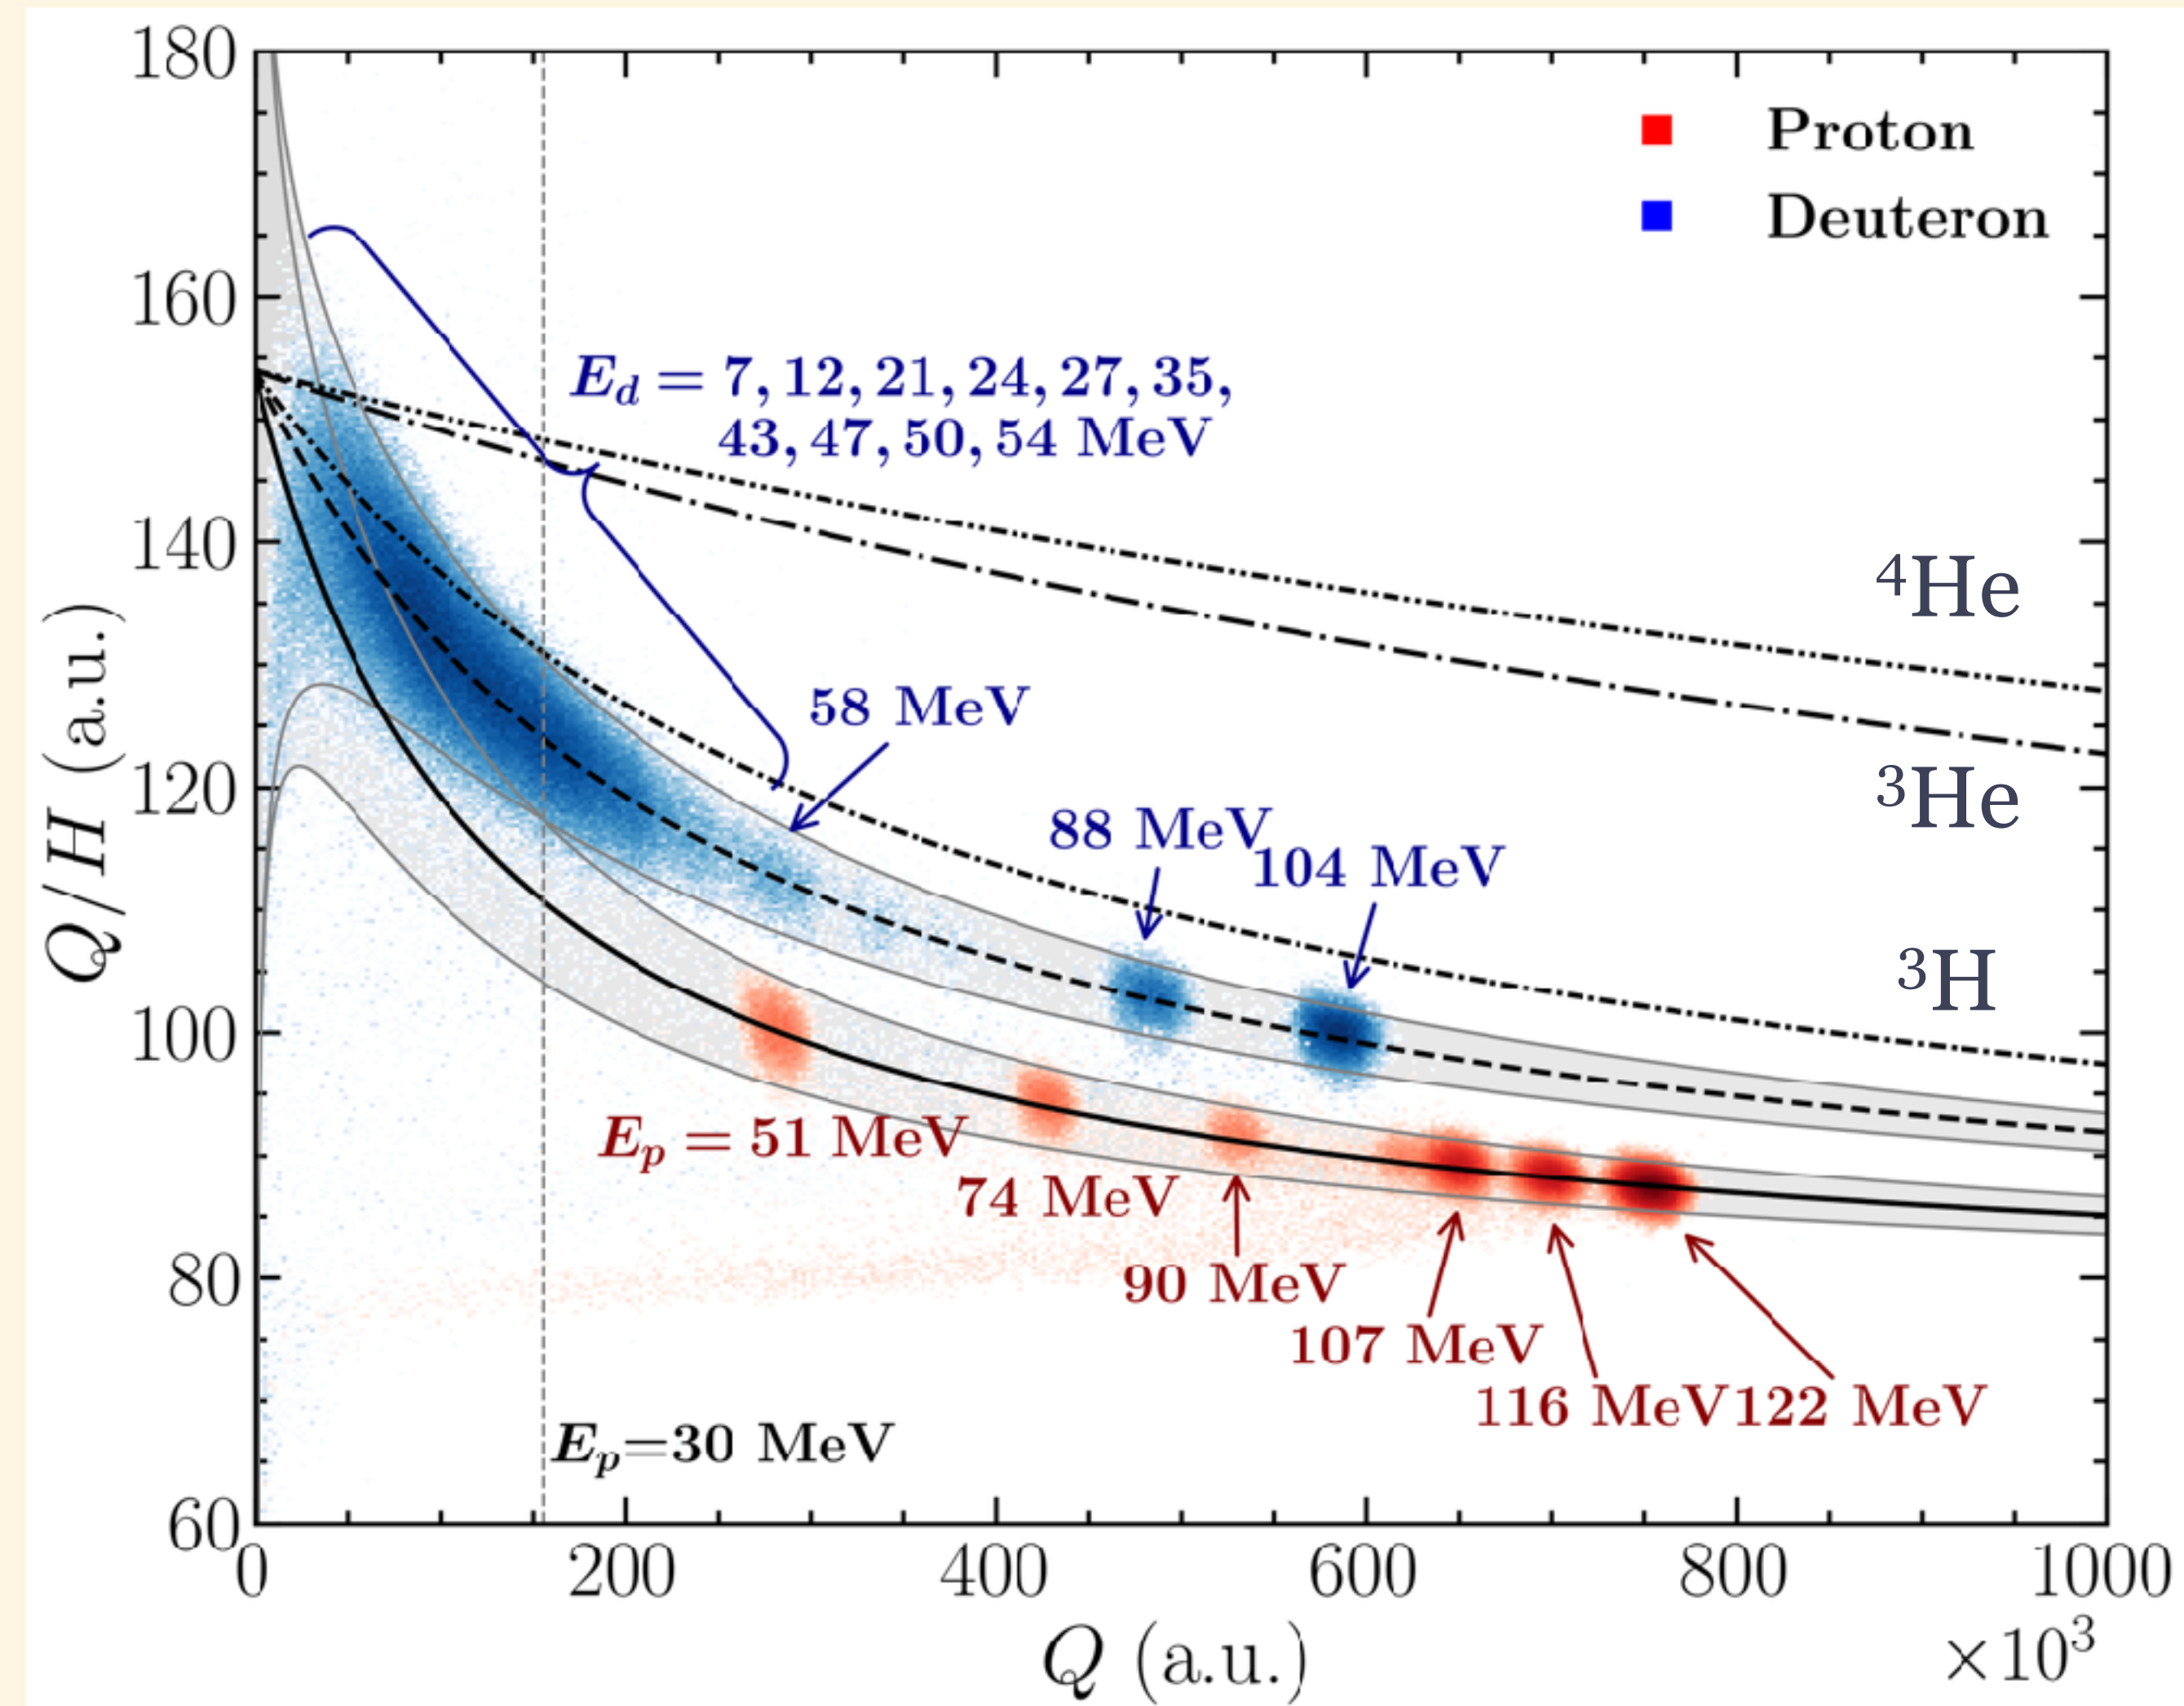 180
160
140
120
100
80
60
Q/H (a.u.)
Proton
Deuteron
E_d = 7, 12, 21, 24, 27, 35,
43, 47, 50, 54 MeV
58 MeV
88 MeV
104 MeV
⁴He
³He
³H
E_p = 51 MeV
74 MeV
90 MeV
107 MeV
116 MeV
122 MeV
E_p=30 MeV
0 200 400 600 800 1000
Q (a.u.)
×10³